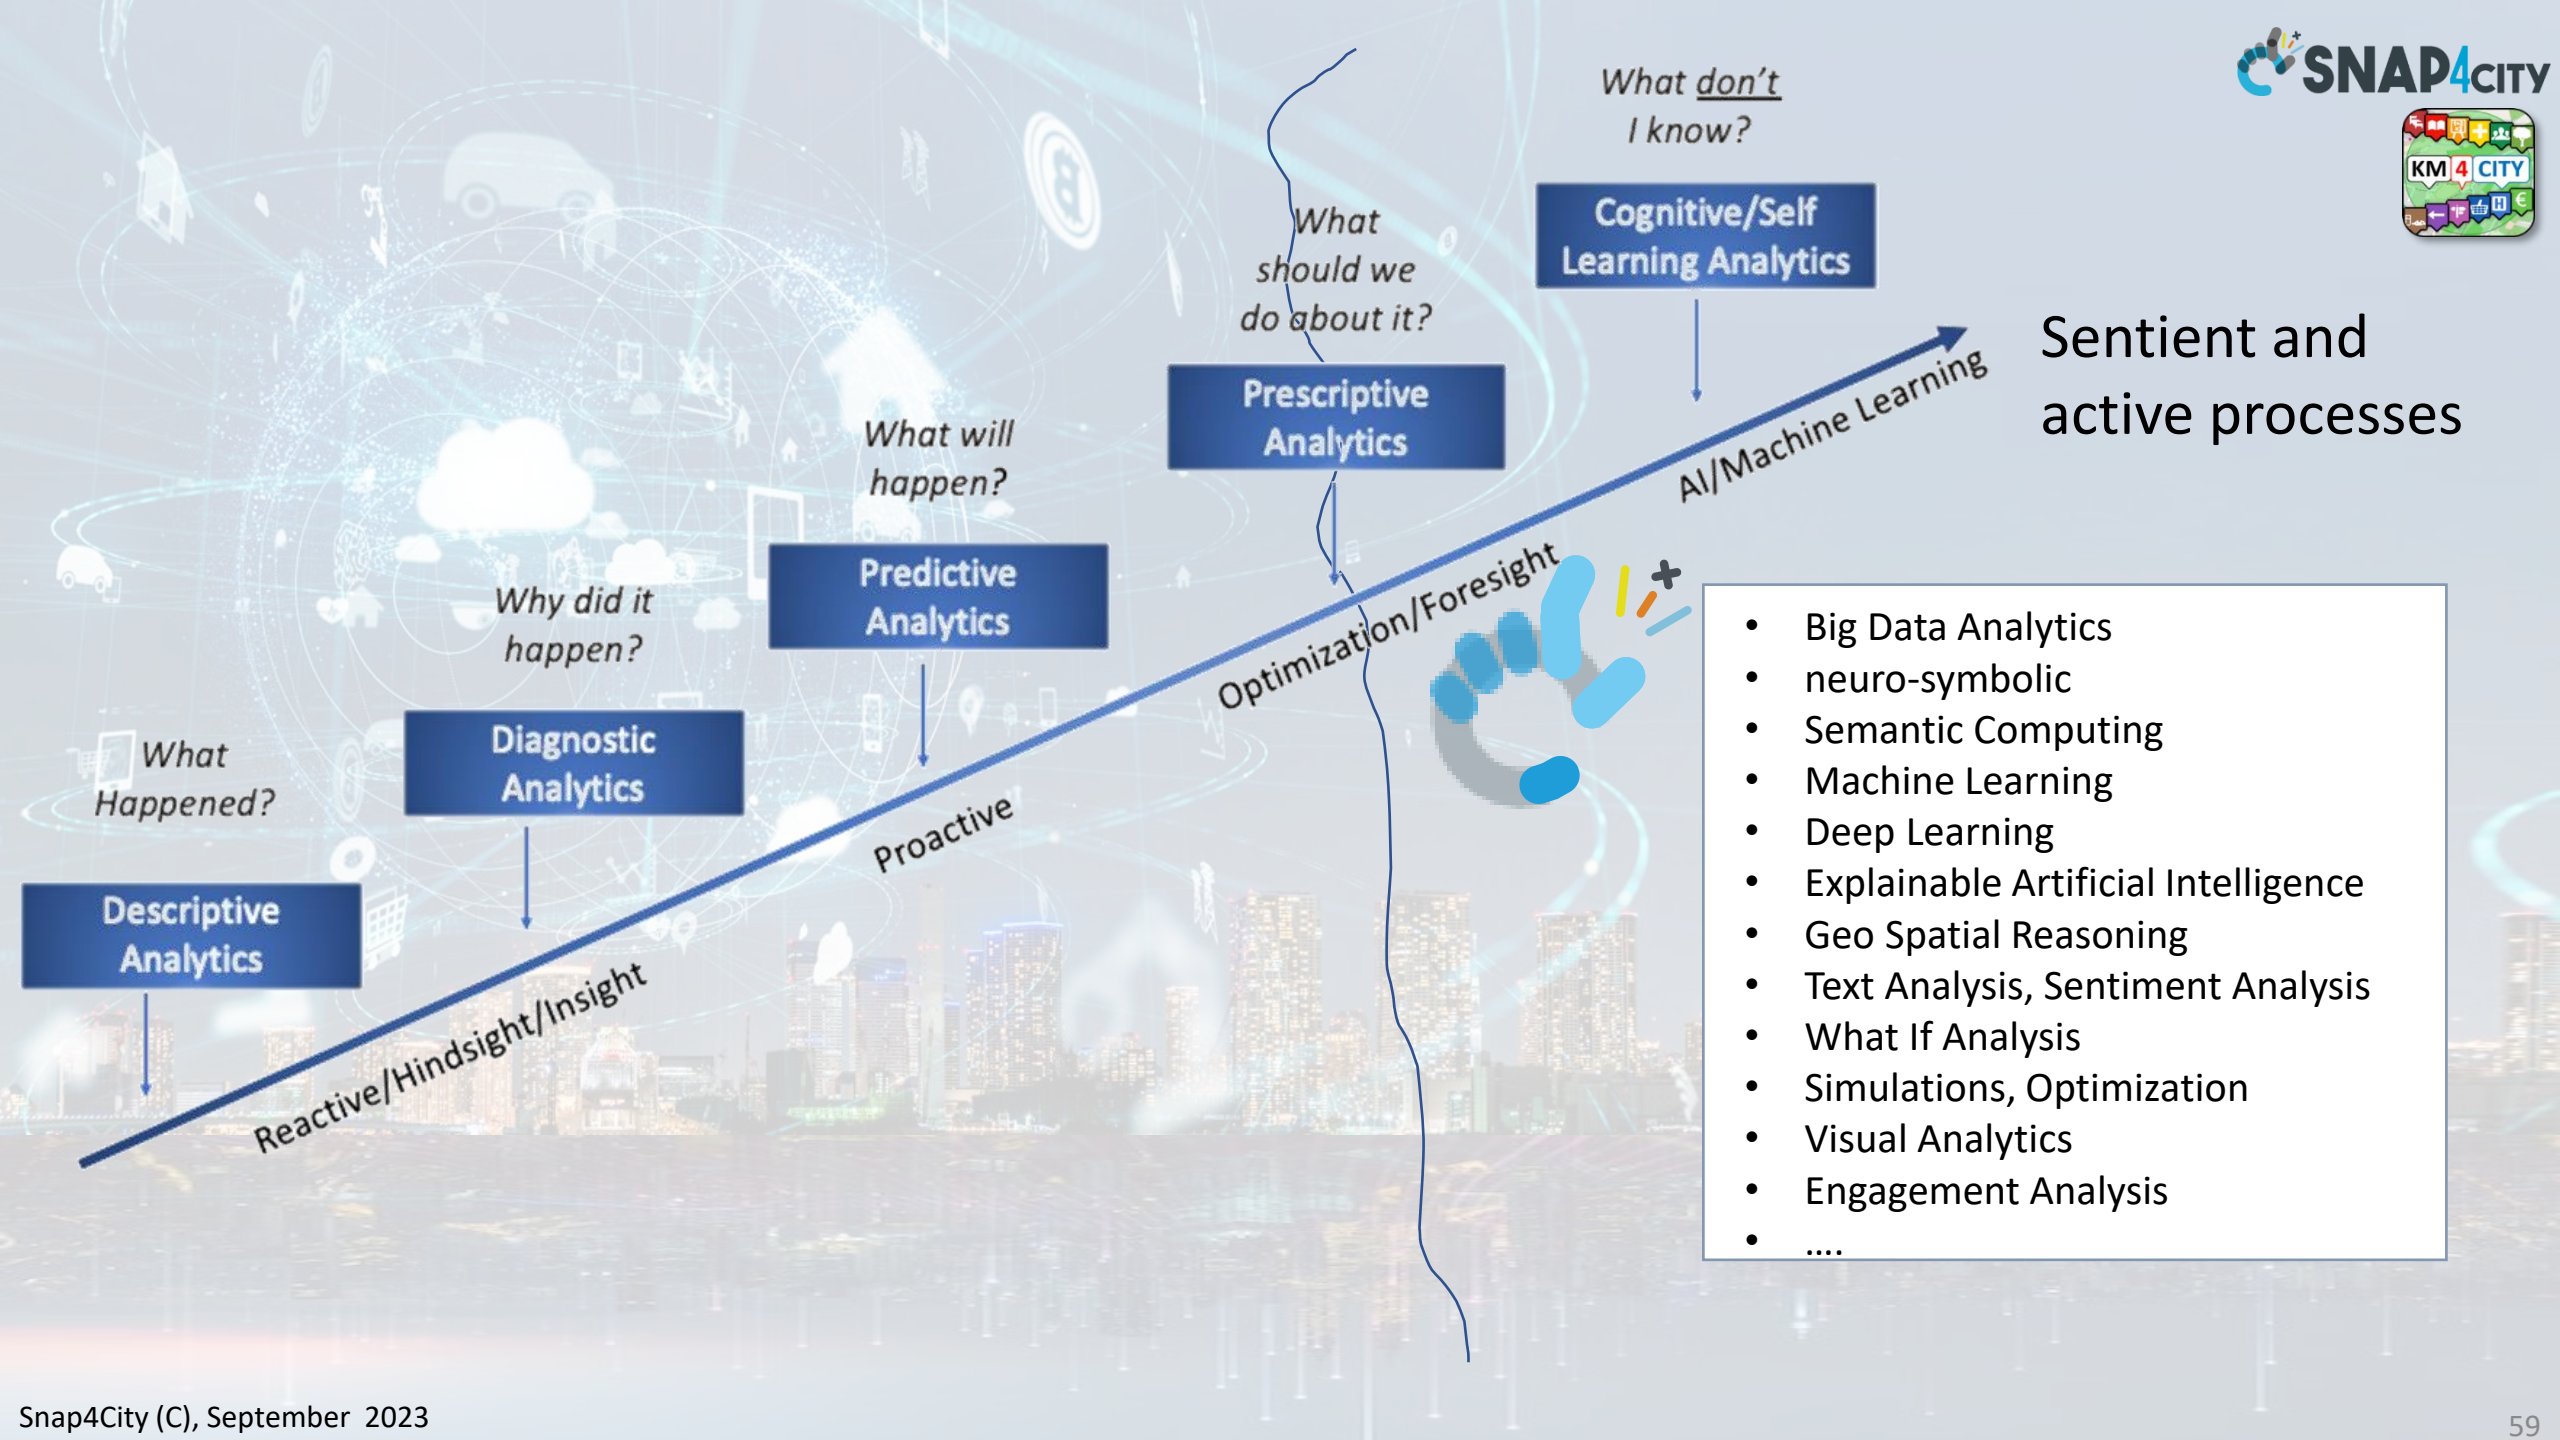 SNAP4CITY
KM 4 CITY
What don't
I know?
Cognitive/Self
Learning Analytics
What
should we
do about it?
Prescriptive
Analytics
What will
happen?
Predictive
Analytics
Why did it
happen?
Diagnostic
Analytics
What
Happened?
Descriptive
Analytics
Reactive/Hindsight/Insight
Proactive
Optimization/Foresight
AI/Machine Learning
Sentient and
active processes
• Big Data Analytics
• neuro-symbolic
• Semantic Computing
• Machine Learning
• Deep Learning
• Explainable Artificial Intelligence
• Geo Spatial Reasoning
• Text Analysis, Sentiment Analysis
• What If Analysis
• Simulations, Optimization
• Visual Analytics
• Engagement Analysis
• ....
Snap4City (C), September 2023
59